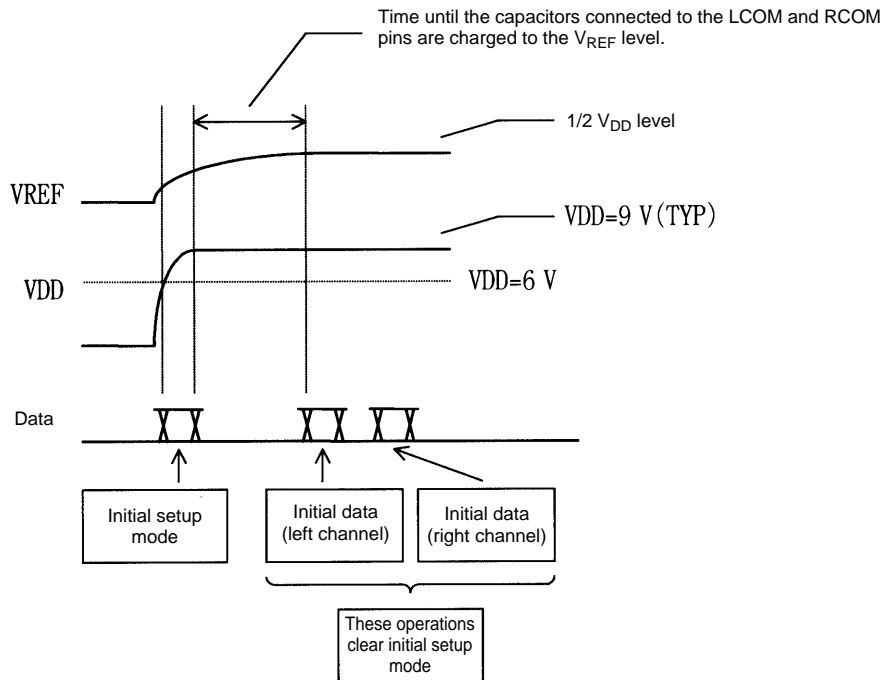 Time until the capacitors connected to the LCOM and RCOM
pins are charged to the VREF level.
1/2 VDD level
VREF
VDD=9 V(TYP)
VDD
VDD=6 V
Data
Initial setup
mode
Initial data
(left channel)
Initial data
(right channel)
These operations
clear initial setup
mode